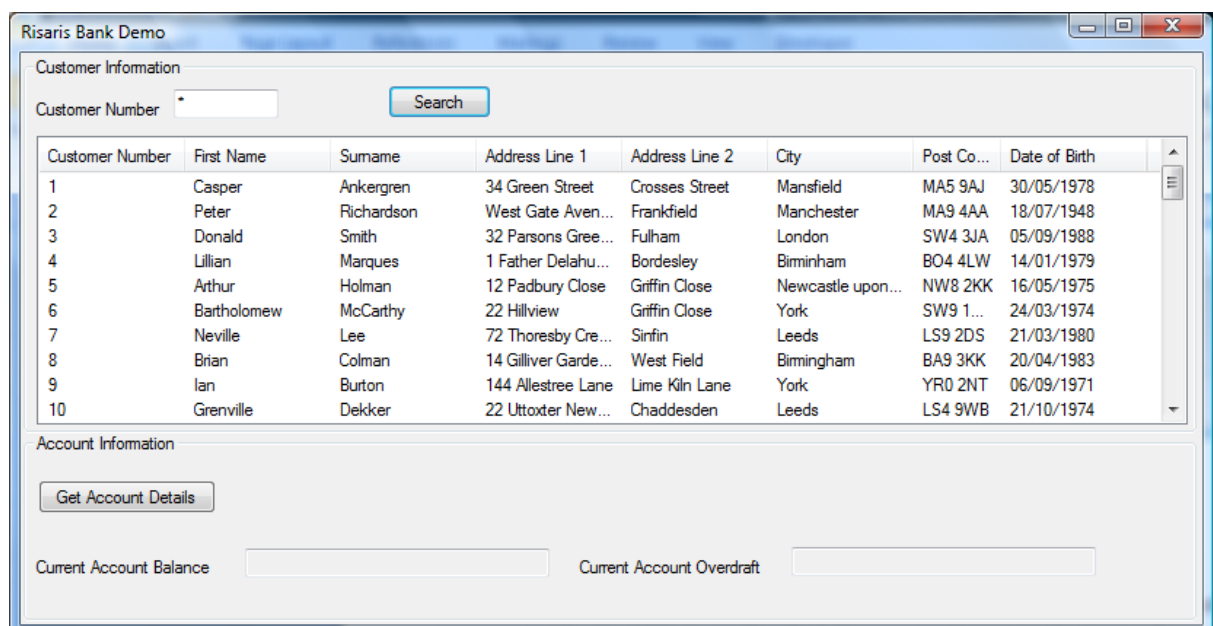 Risaris Bank Demo
Customer Information
Customer Number * Search
Customer Number First Name Surname Address Line 1 Address Line 2 City Post Co... Date of Birth
1 Casper Ankergren 34 Green Street Crosses Street Mansfield MA5 9AJ 30/05/1978
2 Peter Richardson West Gate Aven... Frankfield Manchester MA9 4AA 18/07/1948
3 Donald Smith 32 Parsons Gree... Fulham London SW4 3JA 05/09/1988
4 Lillian Marques 1 Father Delahu... Bordesley Birminham BO4 4LW 14/01/1979
5 Arthur Holman 12 Padbury Close Griffin Close Newcastle upon... NW8 2KK 16/05/1975
6 Bartholomew McCarthy 22 Hillview Griffin Close York SW9 1... 24/03/1974
7 Neville Lee 72 Thoresby Cre... Sinfin Leeds LS9 2DS 21/03/1980
8 Brian Colman 14 Gilliver Garde... West Field Birmingham BA9 3KK 20/04/1983
9 Ian Burton 144 Allestree Lane Lime Kiln Lane York YR0 2NT 06/09/1971
10 Grenville Dekker 22 Uttoxter New... Chaddesden Leeds LS4 9WB 21/10/1974
Account Information
Get Account Details
Current Account Balance Current Account Overdraft